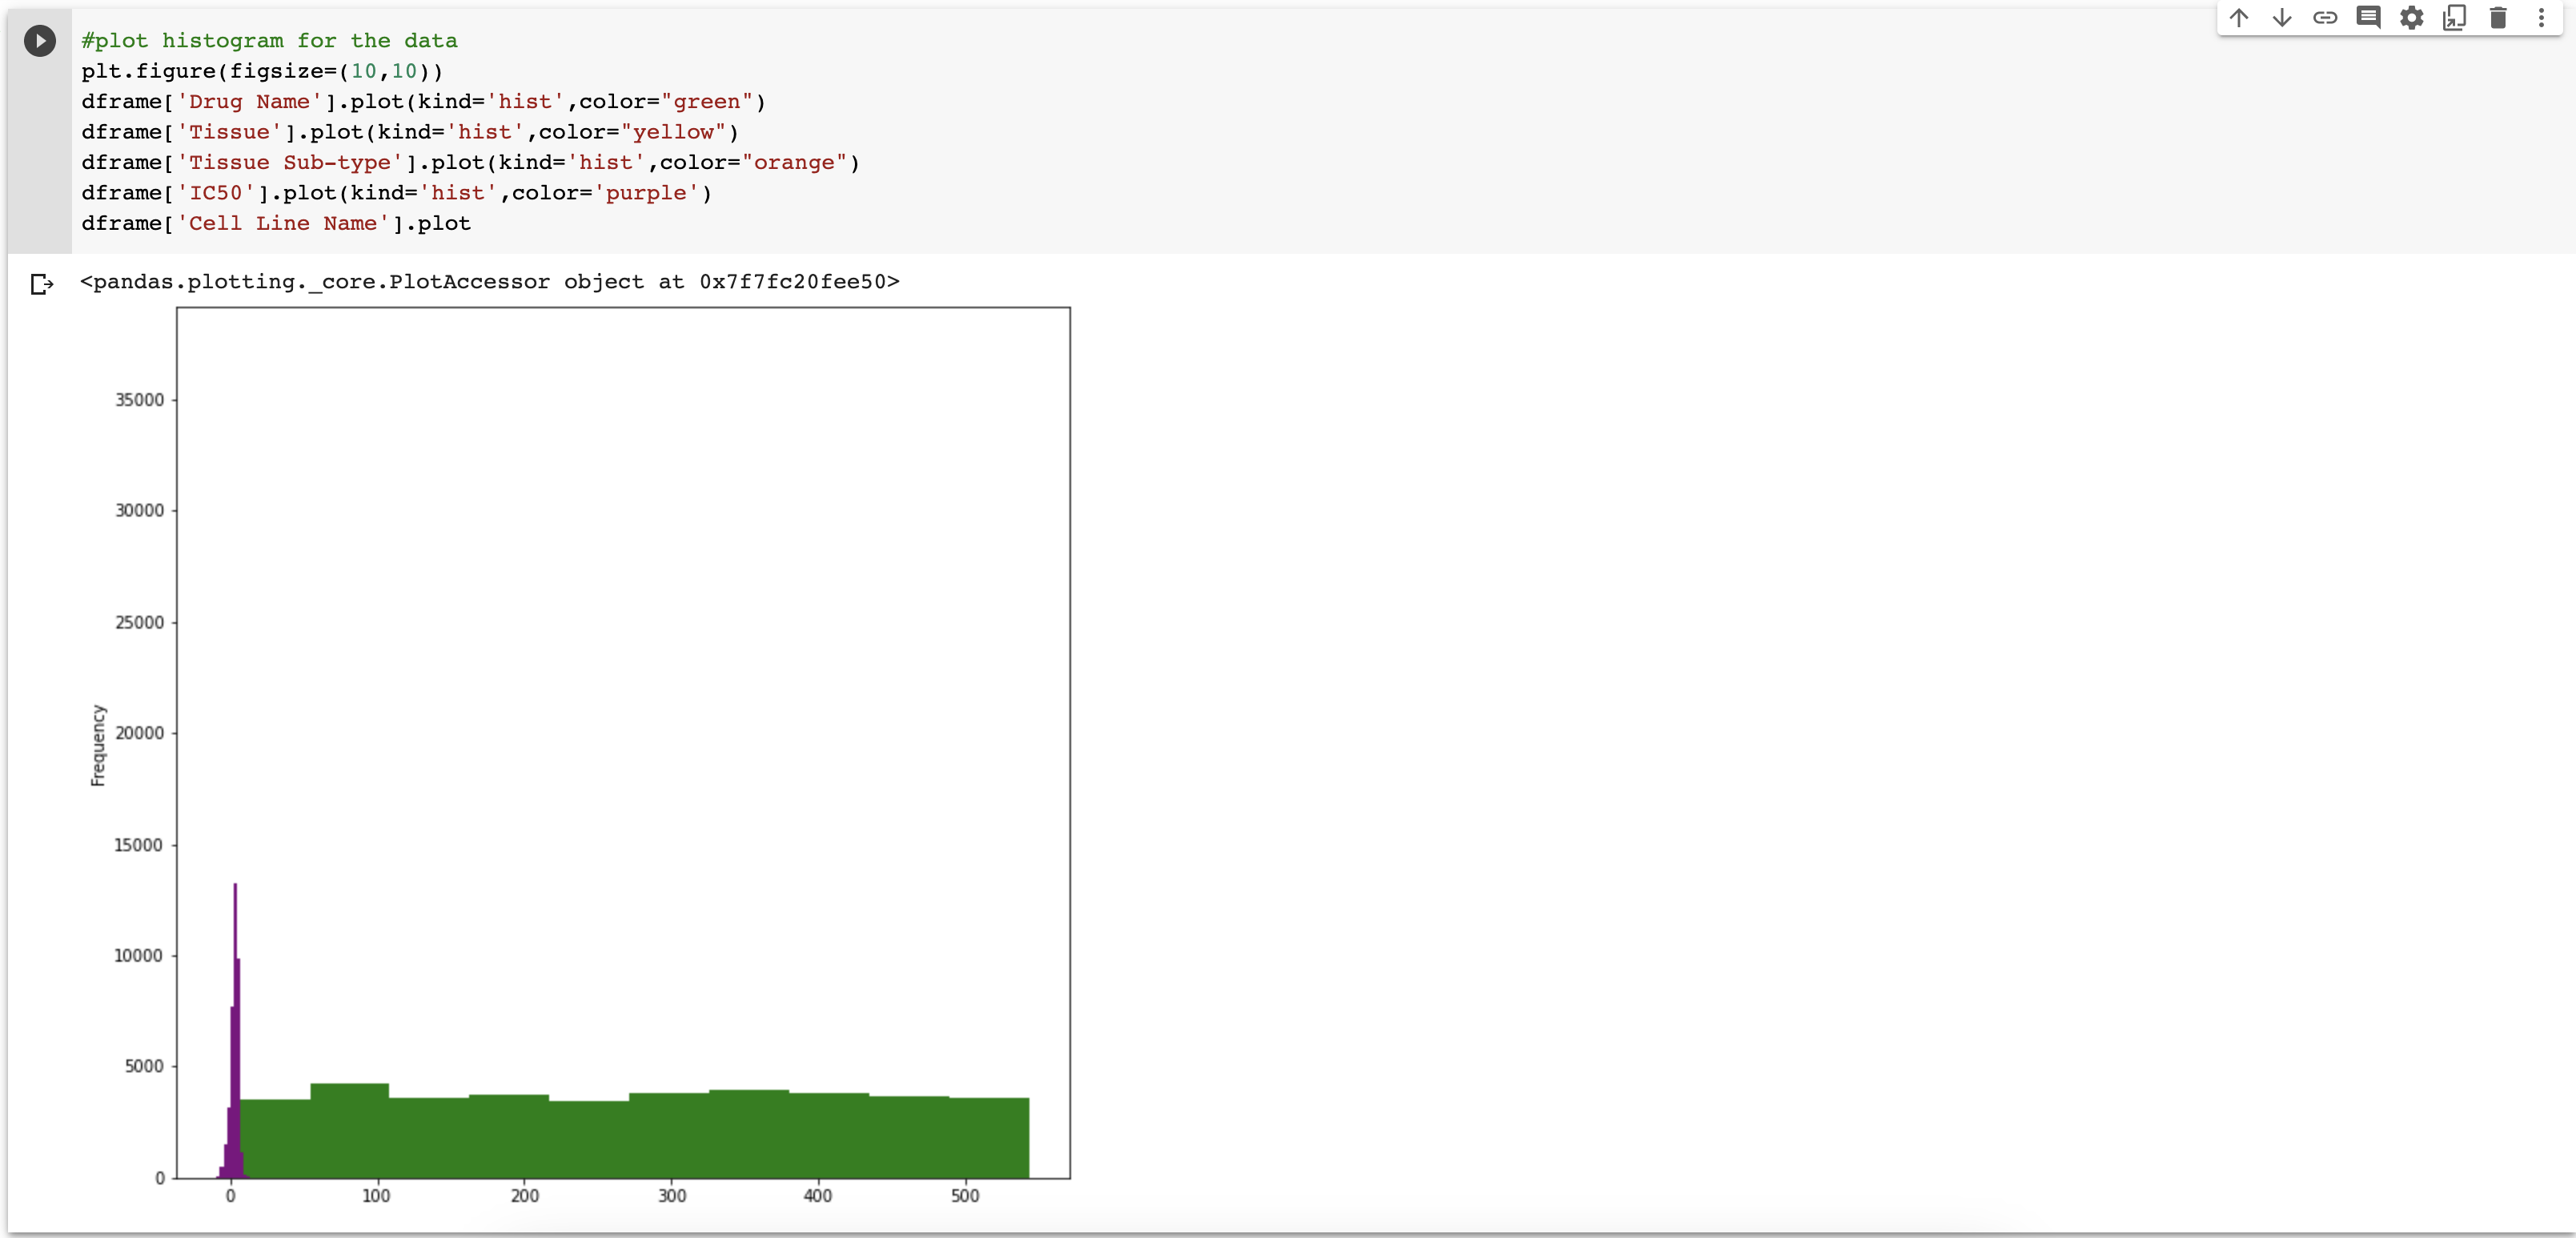 #plot histogram for the data
plt.figure(figsize=(10,10))
dframe['Drug Name'].plot(kind='hist',color="green")
dframe['Tissue'].plot(kind='hist',color="yellow")
dframe['Tissue Sub-type'].plot(kind='hist',color="orange")
dframe['IC50'].plot(kind='hist',color='purple')
dframe['Cell Line Name'].plot
<pandas.plotting._core.PlotAccessor object at 0x7f7fc20fee50>
35000
30000
25000
20000
15000
10000
5000
0
Frequency
0 100 200 300 400 500